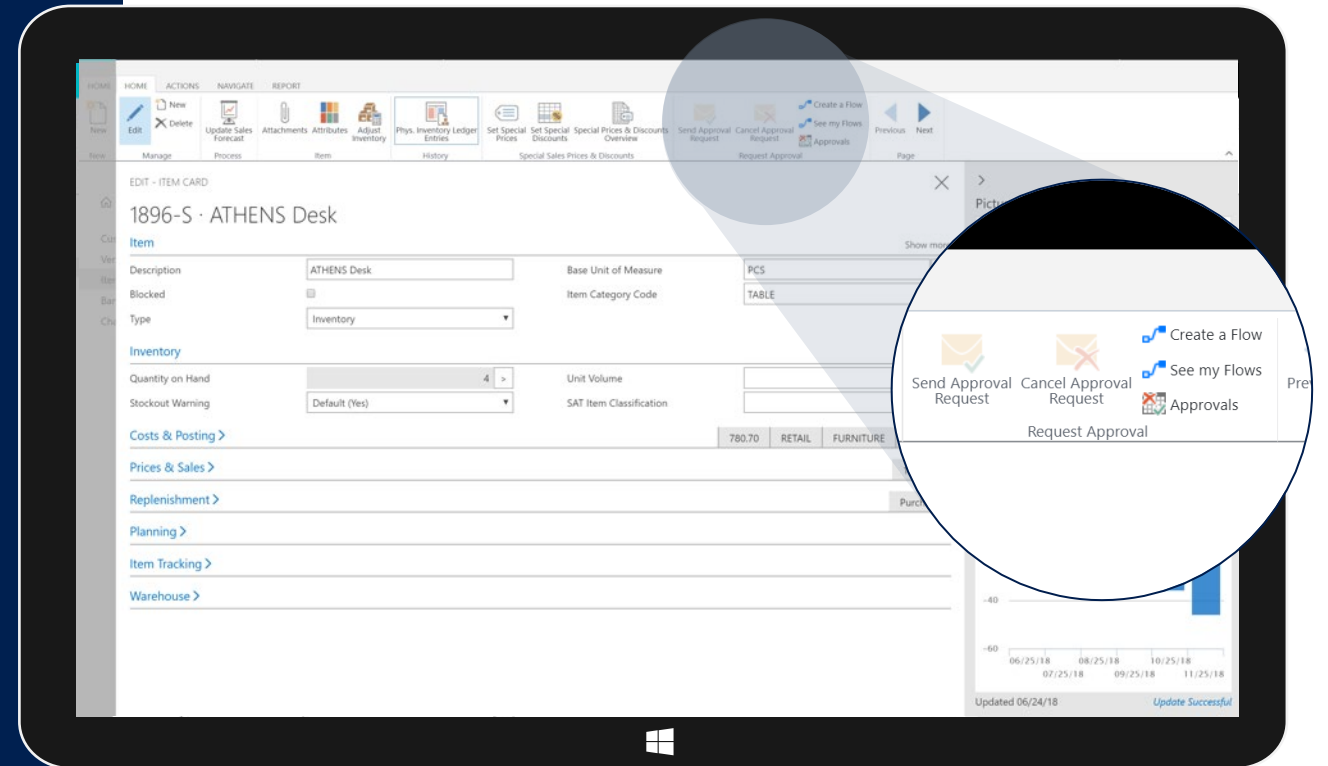 HOME HOME ACTIONS NAVIGATE REPORT
New
Edit
New
Delete
Update Sales Forecast
Attachments
Attributes
Adjust Inventory
Phys. Inventory Ledger Entries
Set Special Prices
Set Special Discounts
Special Prices & Discounts Overview
Send Approval Request
Cancel Approval Request
Create a Flow
See my Flows
Approvals
Previous
Next
New Manage Process Item History Special Sales Prices & Discounts Request Approval Page
EDIT - ITEM CARD
1896-S · ATHENS Desk
Item Show more
Description ATHENS Desk Base Unit of Measure PCS
Blocked Item Category Code TABLE
Type Inventory
Inventory
Quantity on Hand 4 > Unit Volume
Stockout Warning Default (Yes) SAT Item Classification
Costs & Posting > 780.70 RETAIL FURNITURE
Prices & Sales >
Replenishment >
Planning >
Item Tracking >
Warehouse >
Send Approval Request
Cancel Approval Request
Create a Flow
See my Flows
Approvals
Request Approval
-40
-60
06/25/18 08/25/18 10/25/18
07/25/18 09/25/18 11/25/18
Updated 06/24/18 Update Successful